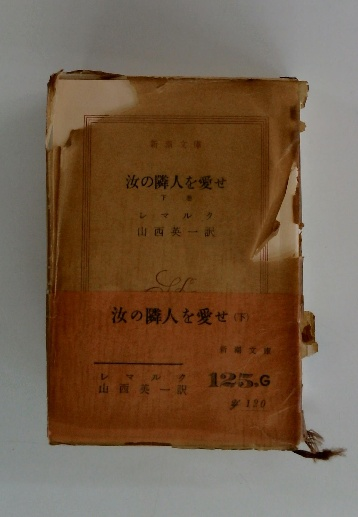 新潮文庫
汝の隣人を愛せ
下巻
レマルク
山西英一訳
汝の隣人を愛せ(下)
新潮文庫
レマルク
山西英一訳
125.G
¥120